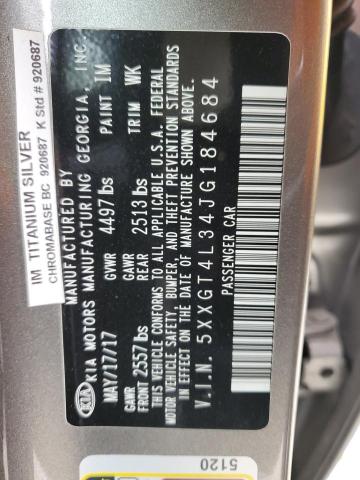 IM TITANIUM SILVER
CHROMABASE BC 920687 K Std # 920687
MANUFACTURED BY
KIA KIA MOTORS MANUFACTURING GEORGIA, INC.
MAY/17/17 GVWR 4497lbs PAINT IM
GAWR FRONT 2557lbs GAWR REAR 2513lbs TRIM WK
THIS VEHICLE CONFORMS TO ALL APPLICABLE U.S.A. FEDERAL
MOTOR VEHICLE SAFETY, BUMPER, AND THEFT PREVENTION STANDARDS
IN EFFECT ON THE DATE OF MANUFACTURE SHOWN ABOVE.
V.I.N. 5XXGT4L34JG184684
PASSENGER CAR
5120